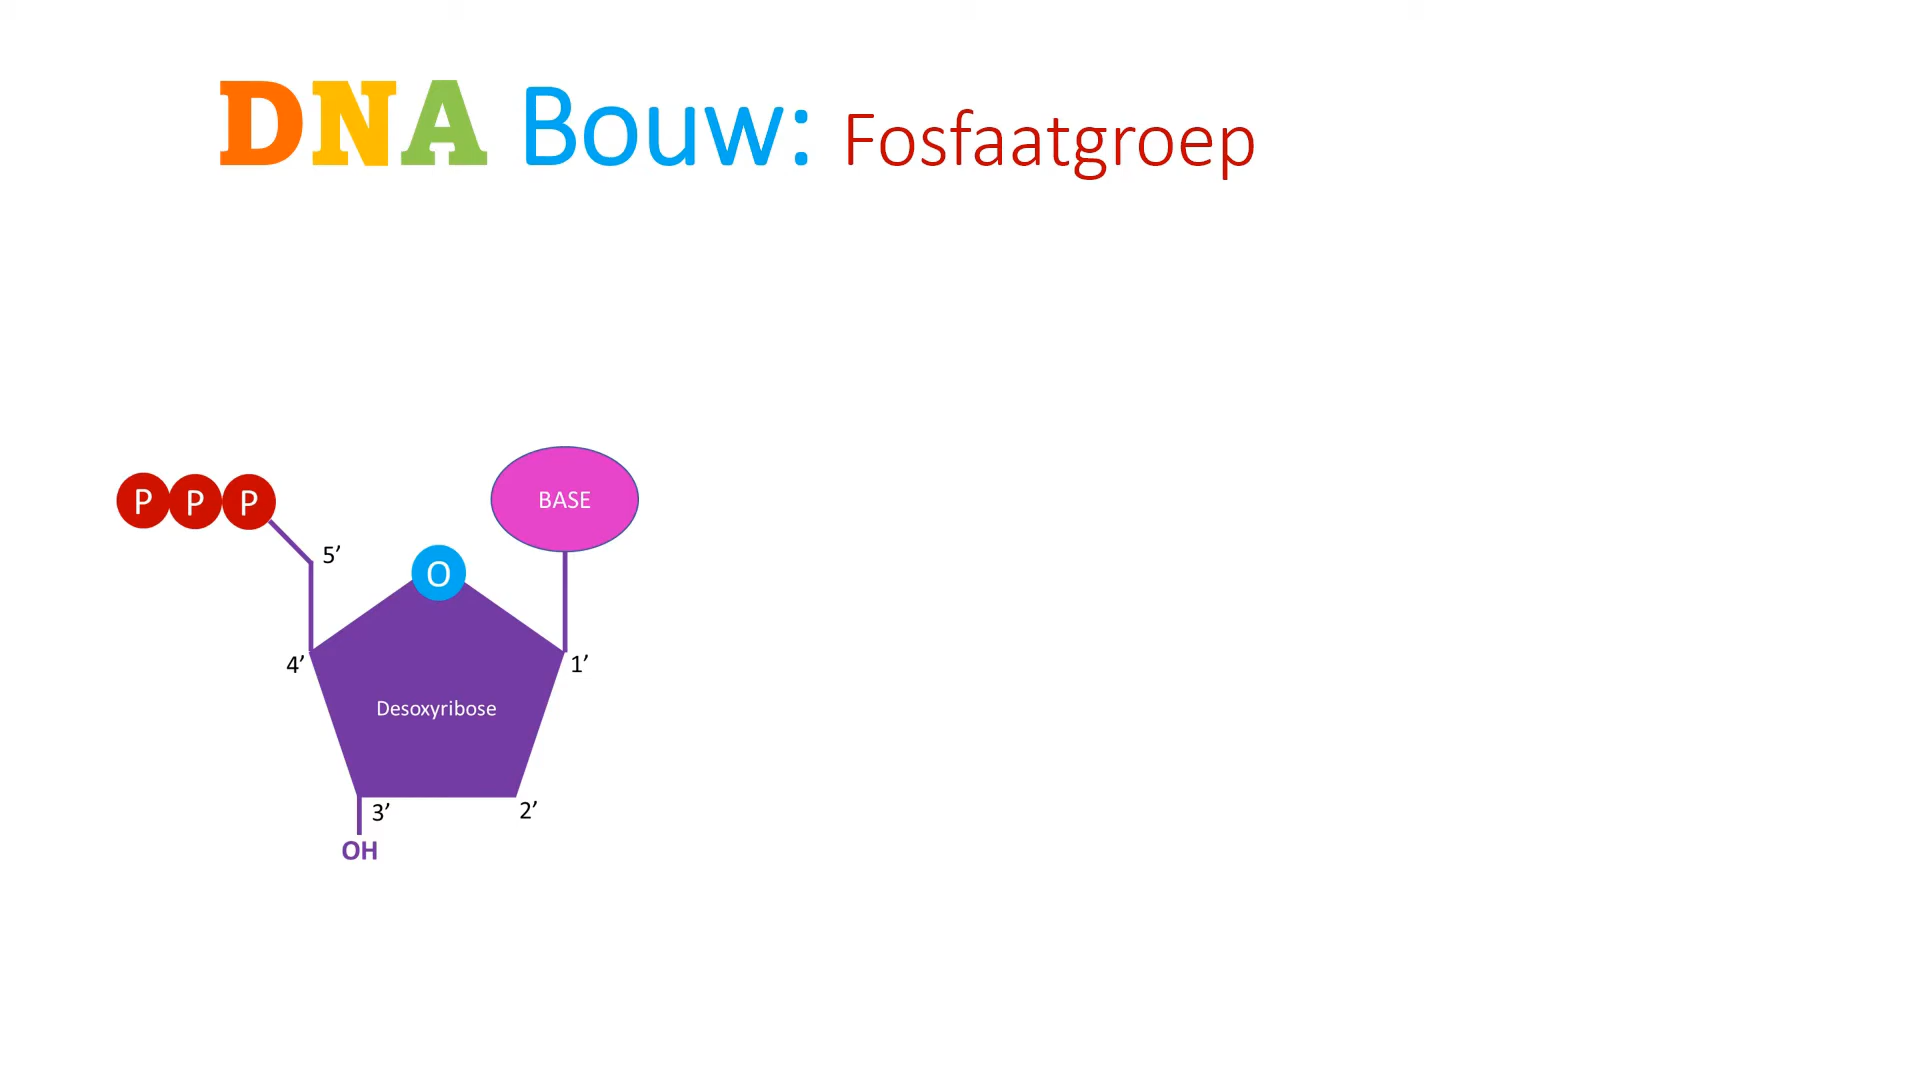 DNA Bouw: Fosfaatgroep
P P P
BASE
5’
O
4’
1’
Desoxyribose
3’
2’
OH